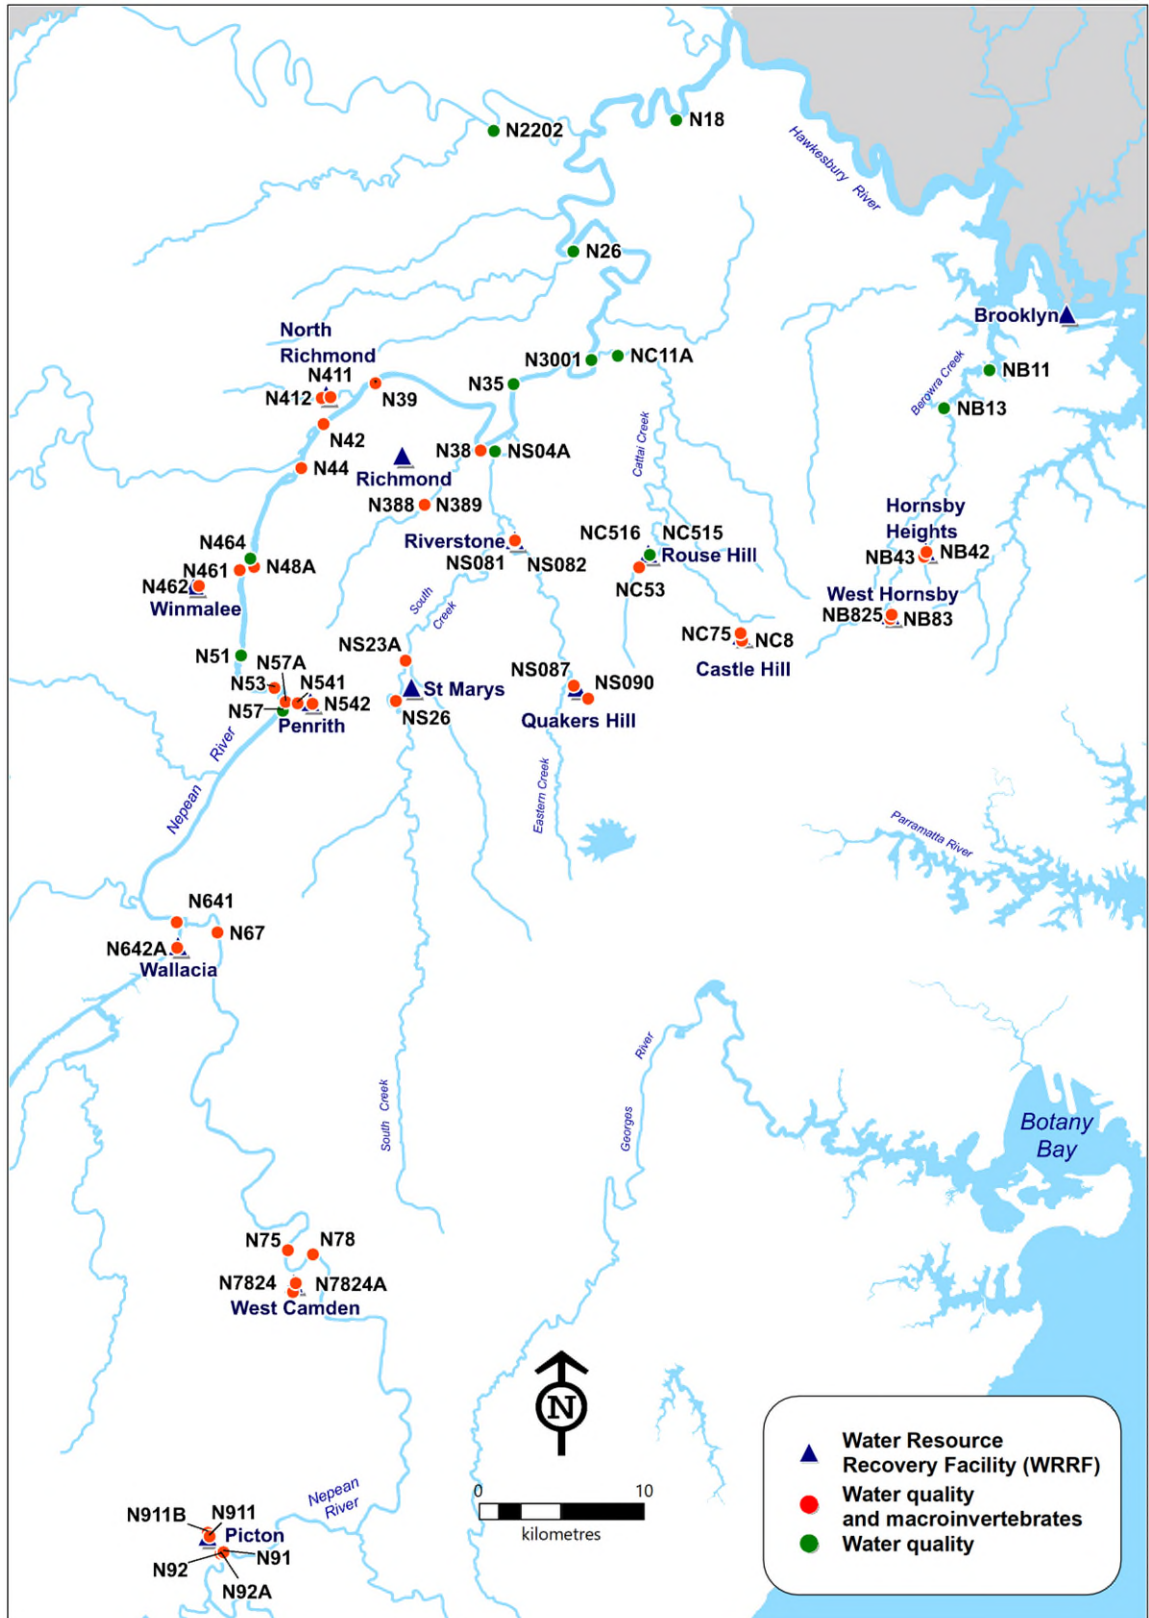 N2202
N18
Hawkesbury River
N26
Brooklyn
North
Richmond
N411
N412
N39
N3001
NC11A
N35
NB11
Berowra Creek
NB13
N42
N44
Cattai Creek
N38
NS04A
Richmond
N388
N389
Hornsby
Heights
NB43
NB42
Riverstone
NS081
NS082
NC516
NC515
Rouse Hill
NC53
N464
N461
N48A
N462
Winmalee
South
Creek
West Hornsby
NB825
NB83
NC75
NC8
Castle Hill
N51
N57A
N53
N541
N542
N57
Penrith
NS23A
St Marys
NS26
NS087
NS090
Quakers Hill
Nepean River
Eastern Creek
Parramatta River
N641
N67
N642A
Wallacia
South Creek
Georges River
Botany
Bay
N75
N78
N7824
N7824A
West Camden
N
0
10
kilometres
Nepean
River
N911B
N911
Picton
N91
N92
N92A
Water Resource
Recovery Facility (WRRF)
Water quality
and macroinvertebrates
Water quality